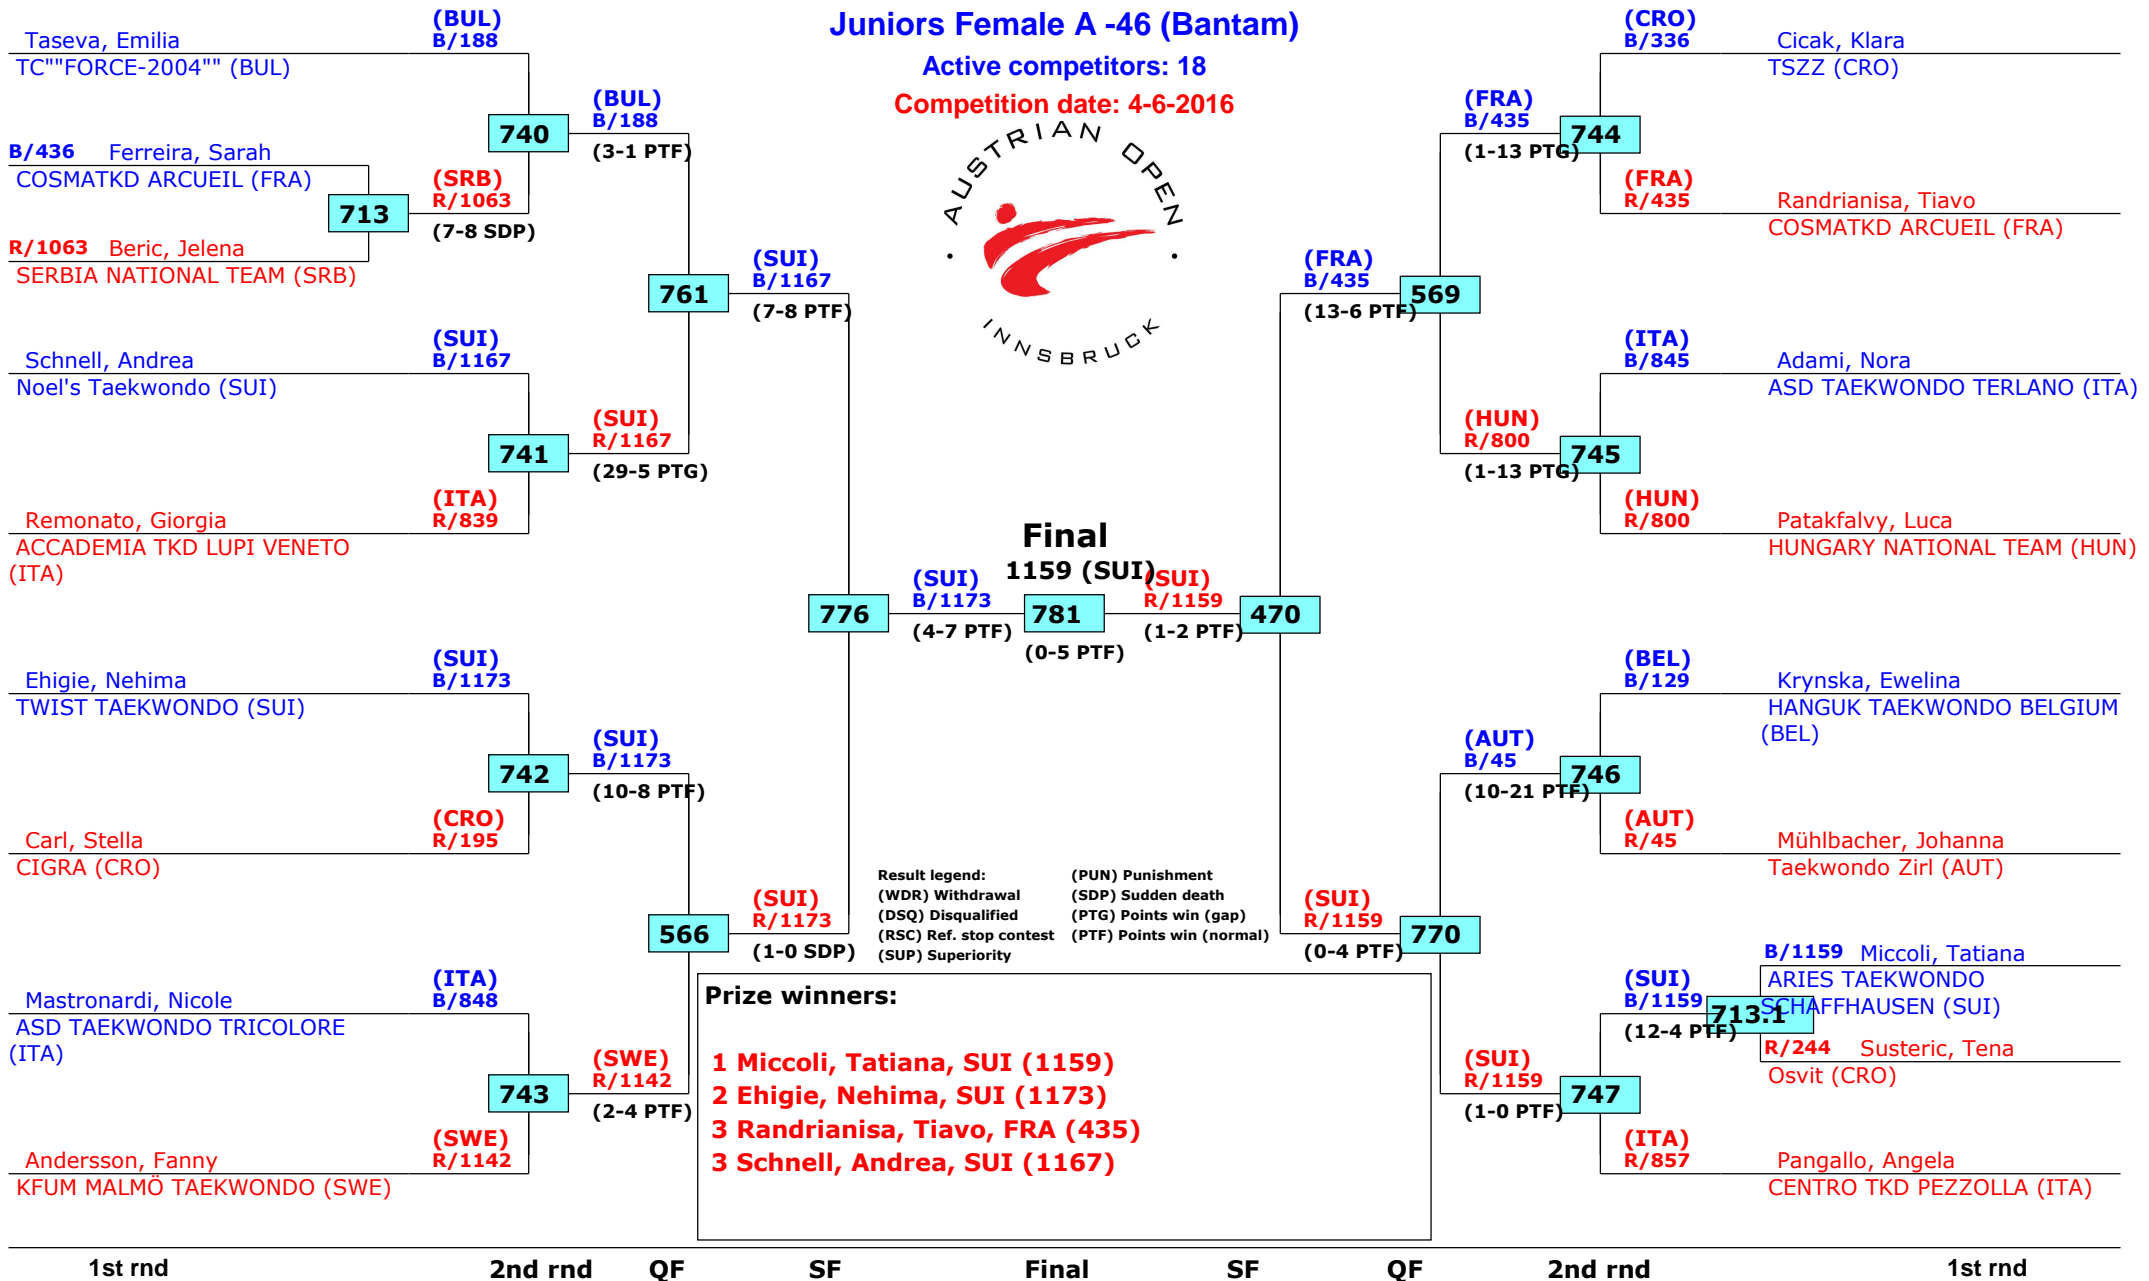 Juniors Female A -46 (Bantam)
Active competitors: 18
Competition date: 4-6-2016
AUSTRIAN OPEN
INNSBRUCK
(BUL)
B/188
Taseva, Emilia
TC""FORCE-2004"" (BUL)
740
(BUL)
B/188
(3-1 PTF)
B/436 Ferreira, Sarah
COSMATKD ARCUEIL (FRA)
713
(SRB)
R/1063
(7-8 SDP)
R/1063 Beric, Jelena
SERBIA NATIONAL TEAM (SRB)
761
(SUI)
B/1167
(7-8 PTF)
(SUI)
B/1167
Schnell, Andrea
Noel's Taekwondo (SUI)
741
(SUI)
R/1167
(29-5 PTG)
(ITA)
R/839
Remonato, Giorgia
ACCADEMIA TKD LUPI VENETO
(ITA)
776
(SUI)
B/1173
(4-7 PTF)
(SUI)
B/1173
Ehigie, Nehima
TWIST TAEKWONDO (SUI)
742
(SUI)
B/1173
(10-8 PTF)
(CRO)
R/195
Carl, Stella
CIGRA (CRO)
566
(SUI)
R/1173
(1-0 SDP)
(ITA)
B/848
Mastronardi, Nicole
ASD TAEKWONDO TRICOLORE
(ITA)
743
(SWE)
R/1142
(2-4 PTF)
(SWE)
R/1142
Andersson, Fanny
KFUM MALMÖ TAEKWONDO (SWE)
Final
1159 (SUI)
781
(0-5 PTF)
(SUI)
R/1159
(1-2 PTF)
470
(CRO)
B/336
Cicak, Klara
TSZZ (CRO)
(FRA)
B/435
(1-13 PTG)
744
(FRA)
R/435
Randrianisa, Tiavo
COSMATKD ARCUEIL (FRA)
(FRA)
B/435
(13-6 PTF)
569
(ITA)
B/845
Adami, Nora
ASD TAEKWONDO TERLANO (ITA)
(HUN)
R/800
(1-13 PTG)
745
(HUN)
R/800
Patakfalvy, Luca
HUNGARY NATIONAL TEAM (HUN)
(BEL)
B/129
Krynska, Ewelina
HANGUK TAEKWONDO BELGIUM
(BEL)
(AUT)
B/45
(10-21 PTF)
746
(AUT)
R/45
Mühlbacher, Johanna
Taekwondo Zirl (AUT)
(SUI)
R/1159
(0-4 PTF)
770
B/1159 Miccoli, Tatiana
ARIES TAEKWONDO
SCHAFFHAUSEN (SUI)
(SUI)
B/1159
(12-4 PTF)
713.1
R/244 Susteric, Tena
Osvit (CRO)
(SUI)
R/1159
(1-0 PTF)
747
(ITA)
R/857
Pangallo, Angela
CENTRO TKD PEZZOLLA (ITA)
Result legend:
(WDR) Withdrawal
(DSQ) Disqualified
(RSC) Ref. stop contest
(SUP) Superiority
(PUN) Punishment
(SDP) Sudden death
(PTG) Points win (gap)
(PTF) Points win (normal)
Prize winners:
1 Miccoli, Tatiana, SUI (1159)
2 Ehigie, Nehima, SUI (1173)
3 Randrianisa, Tiavo, FRA (435)
3 Schnell, Andrea, SUI (1167)
1st rnd 2nd rnd QF SF Final SF QF 2nd rnd 1st rnd